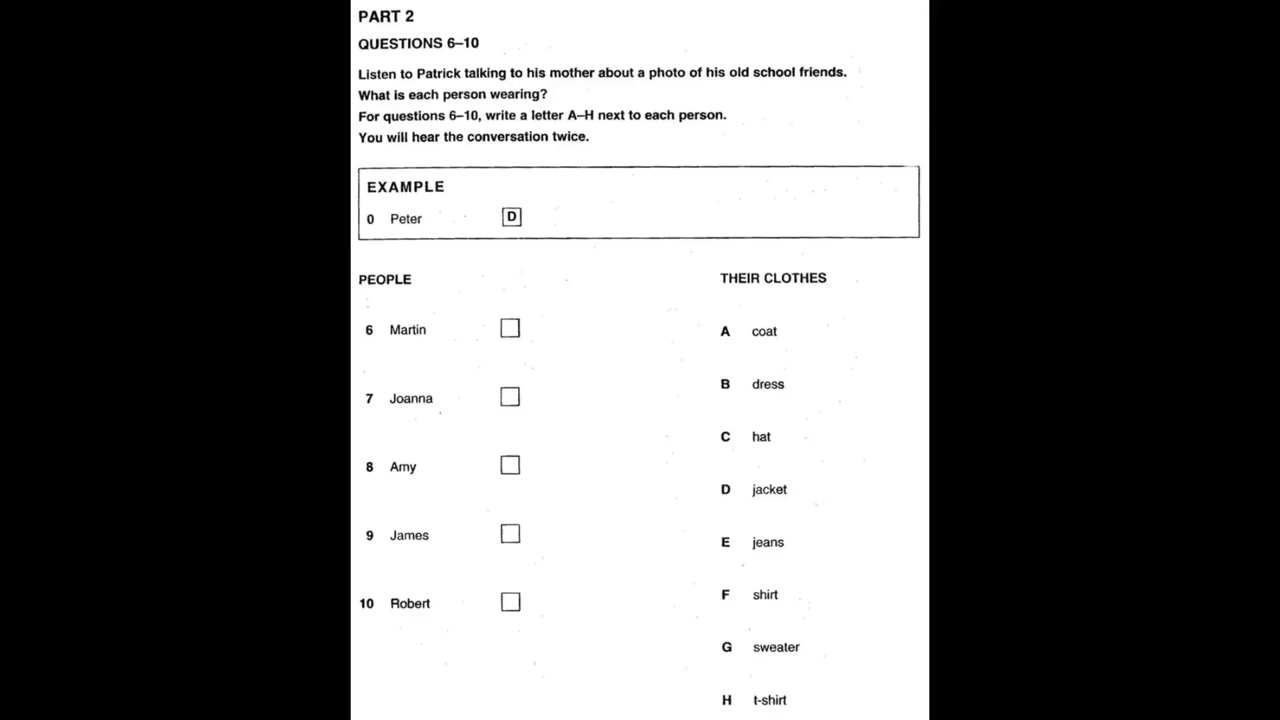 PART 2
QUESTIONS 6–10
Listen to Patrick talking to his mother about a photo of his old school friends.
What is each person wearing?
For questions 6–10, write a letter A–H next to each person.
You will hear the conversation twice.
EXAMPLE
0 Peter D
PEOPLE
6 Martin
7 Joanna
8 Amy
9 James
10 Robert
THEIR CLOTHES
A coat
B dress
C hat
D jacket
E jeans
F shirt
G sweater
H t-shirt